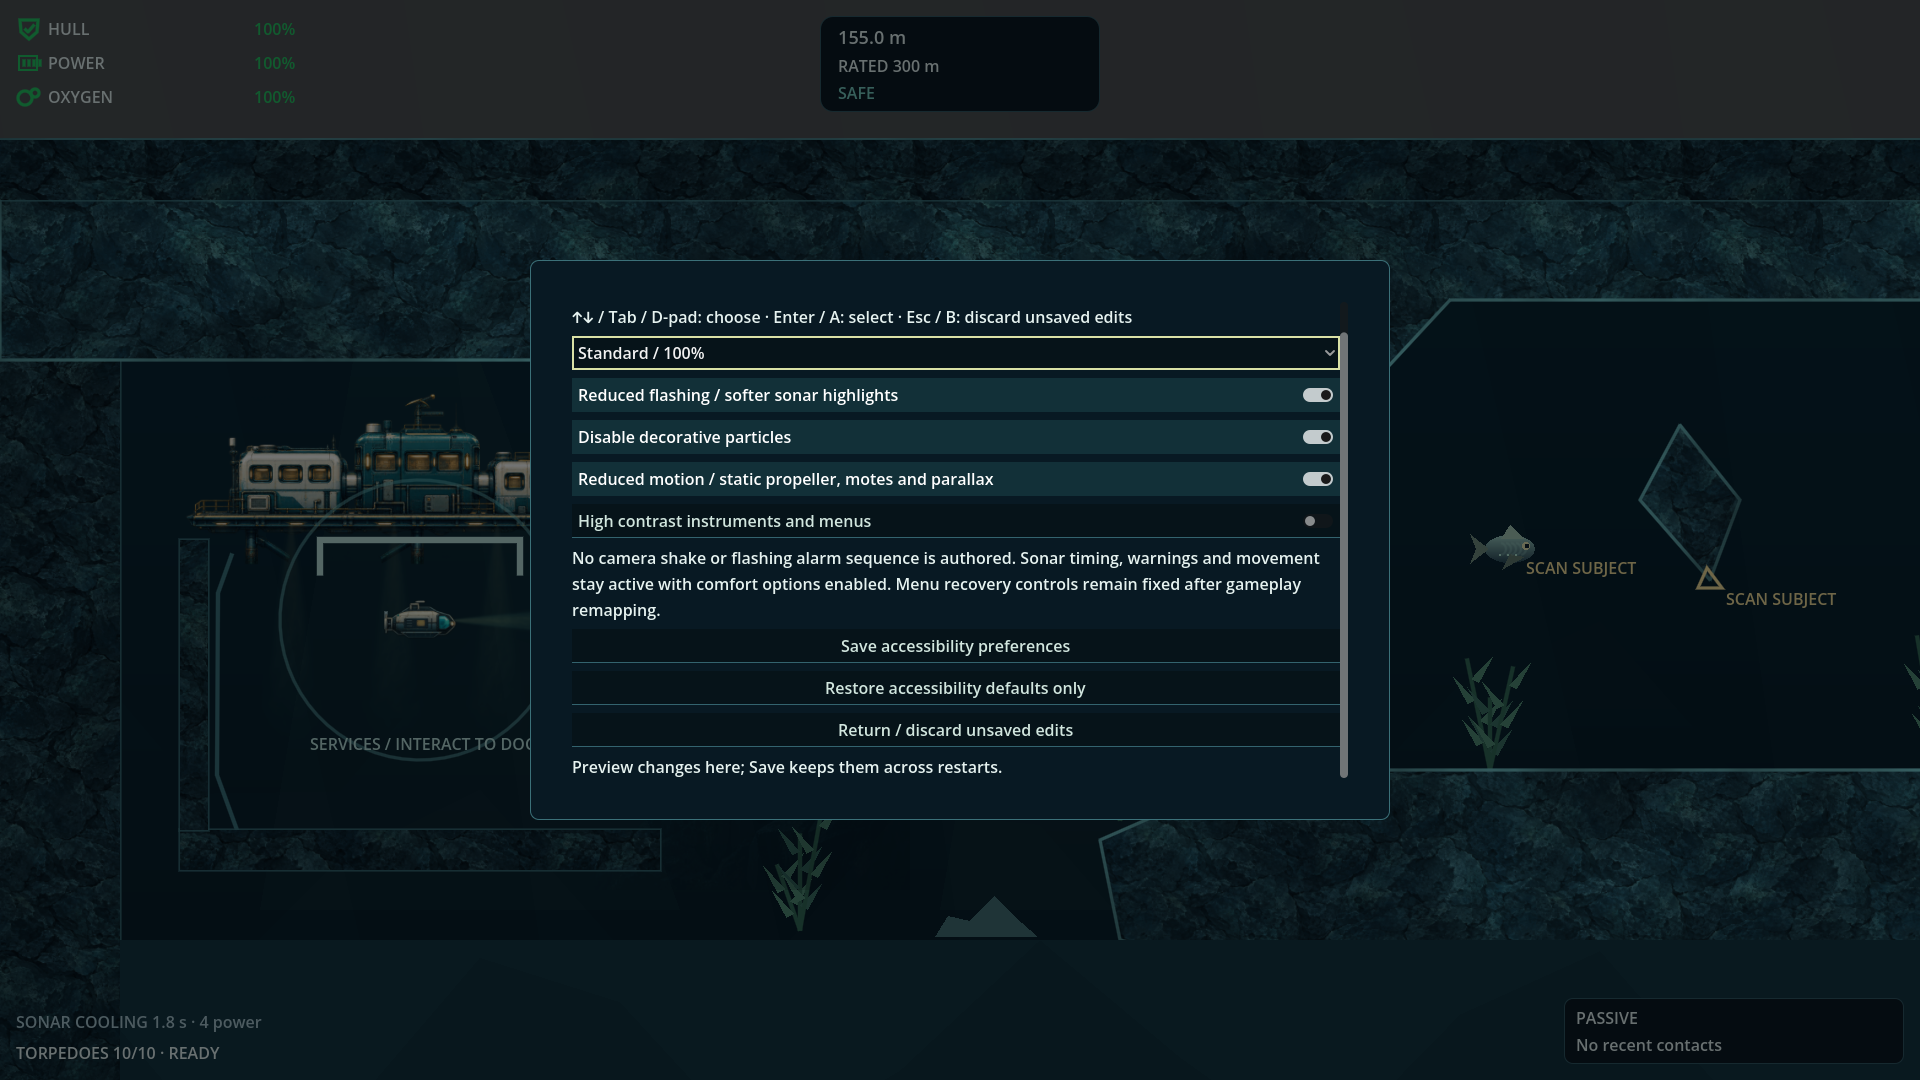 HULL 100%
POWER 100%
OXYGEN 100%
155.0 m
RATED 300 m
SAFE
↑↓ / Tab / D-pad: choose · Enter / A: select · Esc / B: discard unsaved edits
Standard / 100%
Reduced flashing / softer sonar highlights
Disable decorative particles
Reduced motion / static propeller, motes and parallax
High contrast instruments and menus
No camera shake or flashing alarm sequence is authored. Sonar timing, warnings and movement
stay active with comfort options enabled. Menu recovery controls remain fixed after gameplay
remapping.
Save accessibility preferences
Restore accessibility defaults only
Return / discard unsaved edits
Preview changes here; Save keeps them across restarts.
SERVICES / INTERACT TO
SCAN SUBJECT
SCAN SUBJECT
SONAR COOLING 1.8 s · 4 power
TORPEDOES 10/10 · READY
PASSIVE
No recent contacts